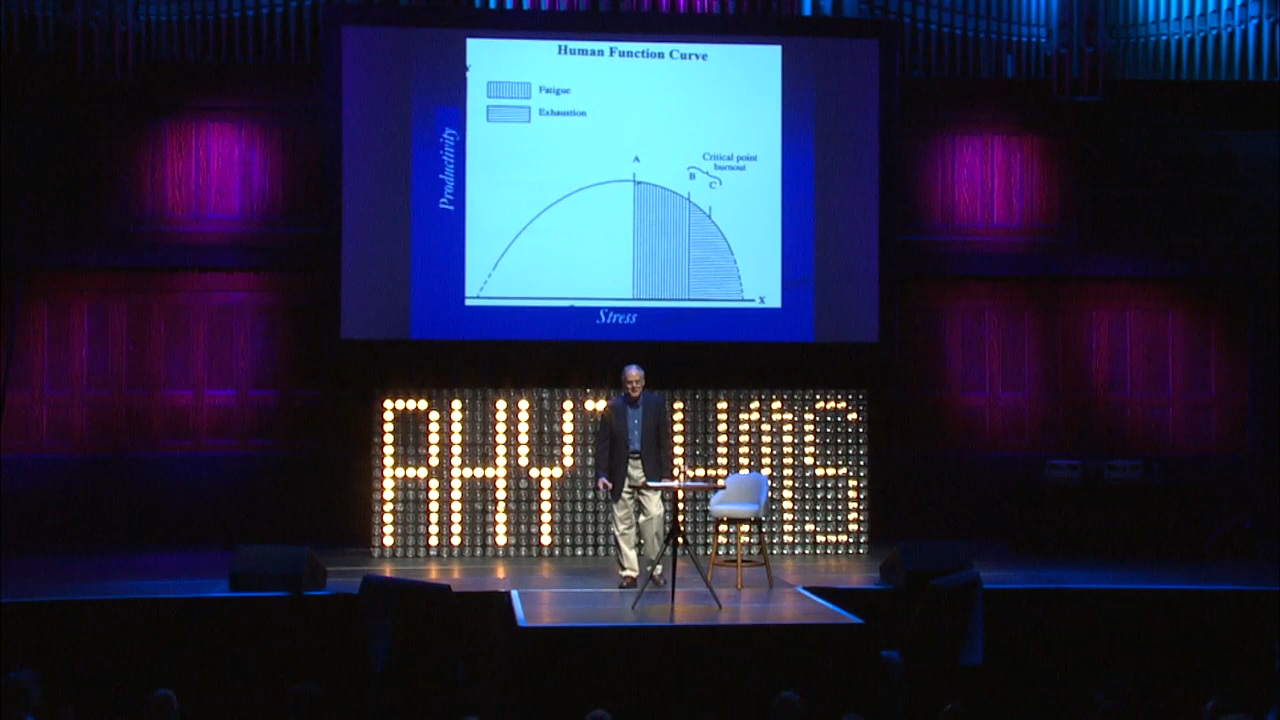 Human Function Curve
Y
Fatigue
Exhaustion
Productivity
A
Critical point
burnout
B
C
X
Stress
RHYTHMS